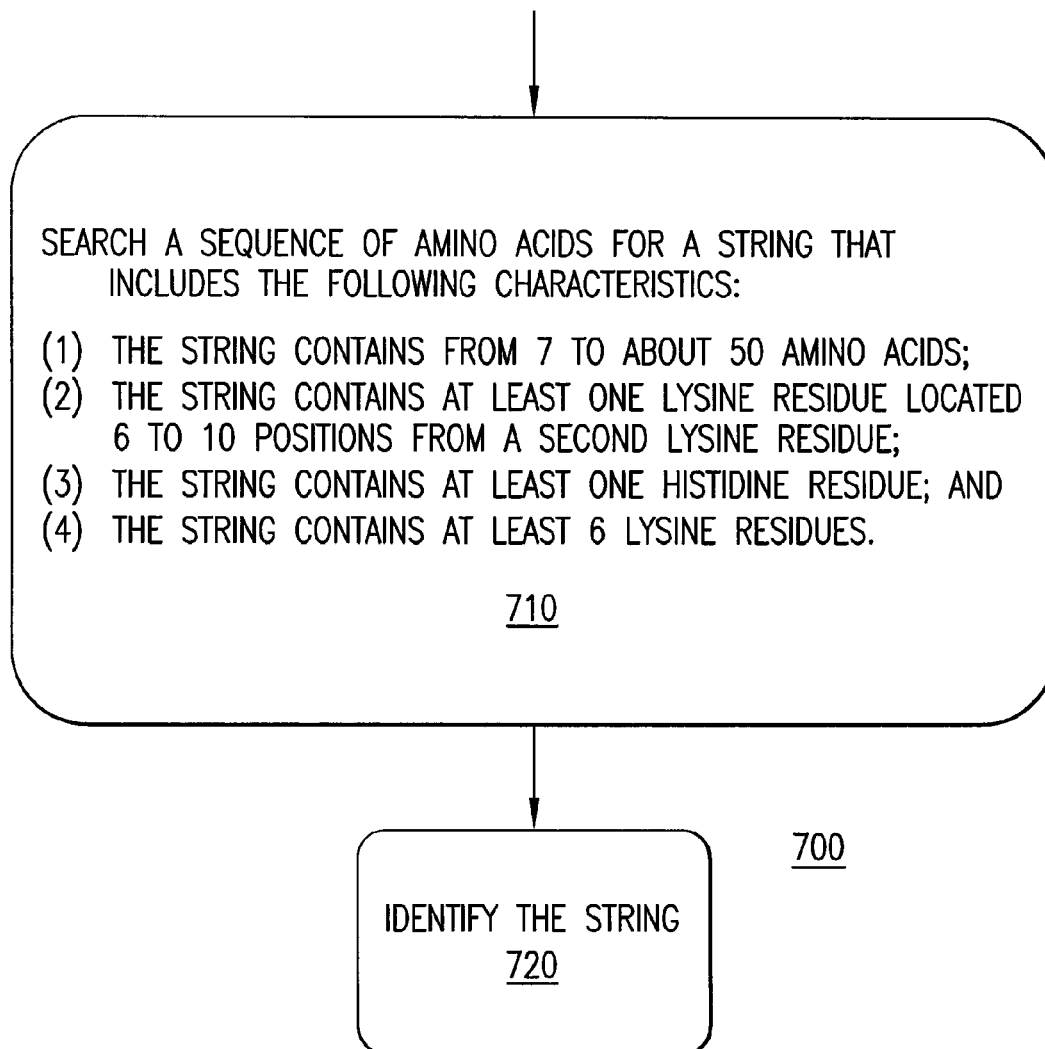 SEARCH A SEQUENCE OF AMINO ACIDS FOR A STRING THAT
INCLUDES THE FOLLOWING CHARACTERISTICS:
(1) THE STRING CONTAINS FROM 7 TO ABOUT 50 AMINO ACIDS;
(2) THE STRING CONTAINS AT LEAST ONE LYSINE RESIDUE LOCATED
6 TO 10 POSITIONS FROM A SECOND LYSINE RESIDUE;
(3) THE STRING CONTAINS AT LEAST ONE HISTIDINE RESIDUE; AND
(4) THE STRING CONTAINS AT LEAST 6 LYSINE RESIDUES.
710
700
IDENTIFY THE STRING
720